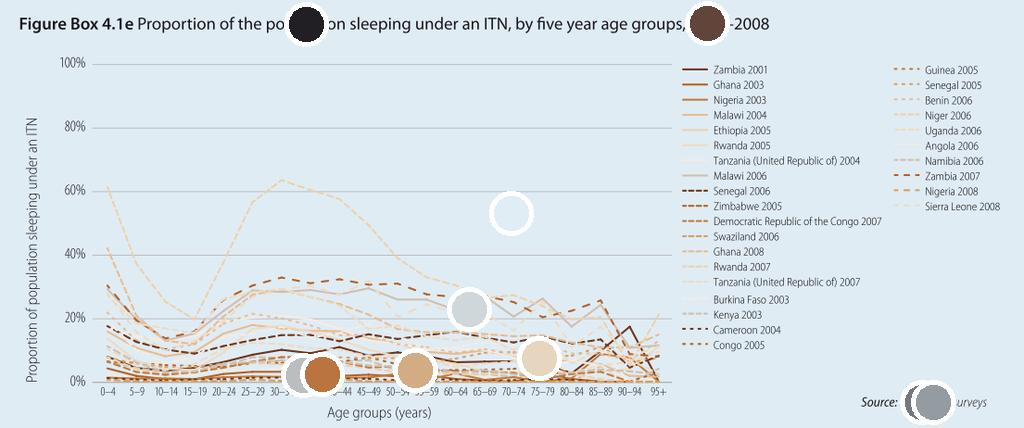 Figure Box 4.1e Proportion of the on sleeping under an ITN, by five year age groups, -2008
Proportion of population sleeping under an ITN
100%
80%
60%
40%
20%
0%
0–4 5–9 10–14 15–19 20–24 25–29 45–49 50–54 60–64 65–69 70–74 75–79 80–84 85–89 90–94 95+
Age groups (years)
Zambia 2001
Ghana 2003
Nigeria 2003
Malawi 2004
Ethiopia 2005
Rwanda 2005
Tanzania (United Republic of) 2004
Malawi 2006
Senegal 2006
Zimbabwe 2005
Democratic Republic of the Congo 2007
Swaziland 2006
Ghana 2008
Rwanda 2007
Tanzania (United Republic of) 2007
Burkina Faso 2003
Kenya 2003
Cameroon 2004
Congo 2005
Guinea 2005
Senegal 2005
Benin 2006
Niger 2006
Uganda 2006
Angola 2006
Namibia 2006
Zambia 2007
Nigeria 2008
Sierra Leone 2008
Source: urveys